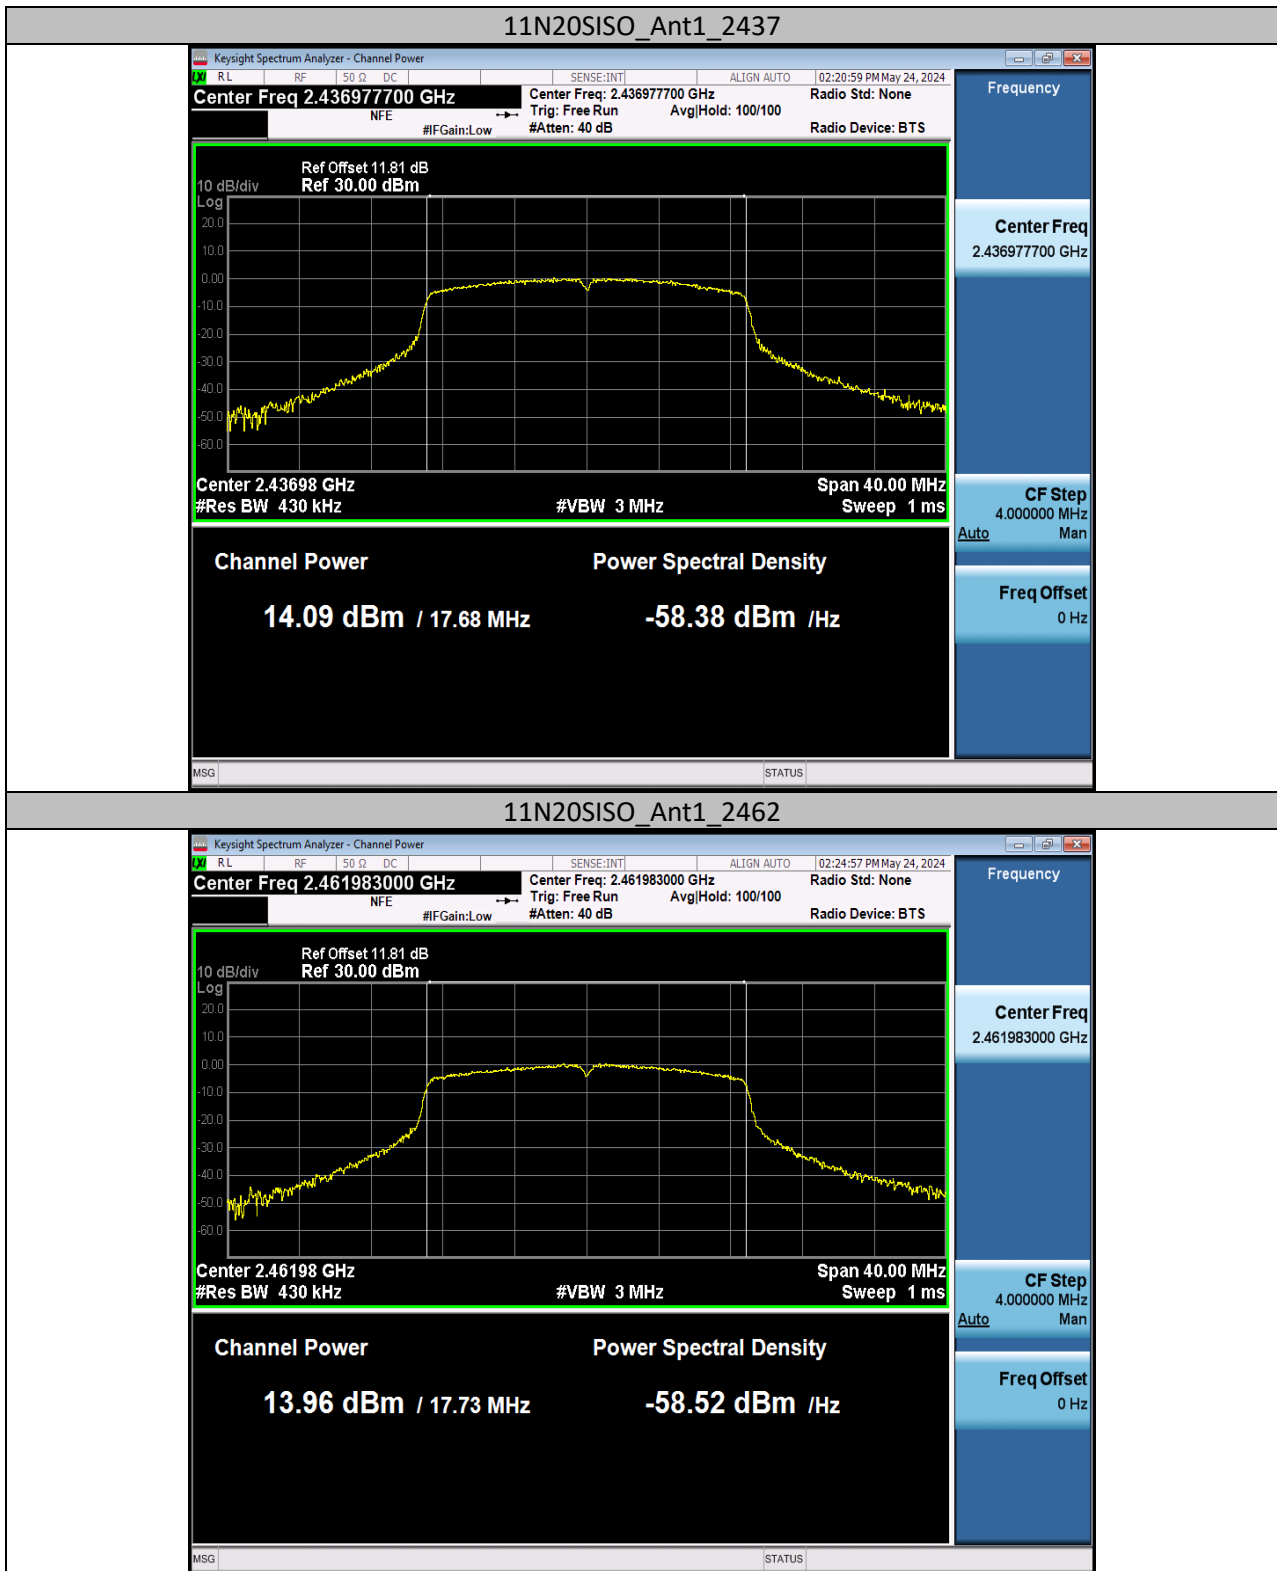 11N20SISO_Ant1_2437
Keysight Spectrum Analyzer - Channel Power
LXI RL RF 50 Ω DC SENSE:INT ALIGN AUTO 02:20:59 PM May 24, 2024
Center Freq 2.436977700 GHz
NFE
#IFGain:Low
Center Freq: 2.436977700 GHz
Trig: Free Run Avg|Hold: 100/100
#Atten: 40 dB
Radio Std: None
Radio Device: BTS
Frequency
Ref Offset 11.81 dB
10 dB/div Ref 30.00 dBm
Log
20.0
10.0
0.00
-10.0
-20.0
-30.0
-40.0
-50.0
-60.0
Center 2.43698 GHz Span 40.00 MHz
#Res BW 430 kHz #VBW 3 MHz Sweep 1 ms
Center Freq
2.436977700 GHz
CF Step
4.000000 MHz
Auto Man
Freq Offset
0 Hz
Channel Power Power Spectral Density
14.09 dBm / 17.68 MHz -58.38 dBm /Hz
MSG STATUS
11N20SISO_Ant1_2462
Keysight Spectrum Analyzer - Channel Power
LXI RL RF 50 Ω DC SENSE:INT ALIGN AUTO 02:24:57 PM May 24, 2024
Center Freq 2.461983000 GHz
NFE
#IFGain:Low
Center Freq: 2.461983000 GHz
Trig: Free Run Avg|Hold: 100/100
#Atten: 40 dB
Radio Std: None
Radio Device: BTS
Frequency
Ref Offset 11.81 dB
10 dB/div Ref 30.00 dBm
Log
20.0
10.0
0.00
-10.0
-20.0
-30.0
-40.0
-50.0
-60.0
Center 2.46198 GHz Span 40.00 MHz
#Res BW 430 kHz #VBW 3 MHz Sweep 1 ms
Center Freq
2.461983000 GHz
CF Step
4.000000 MHz
Auto Man
Freq Offset
0 Hz
Channel Power Power Spectral Density
13.96 dBm / 17.73 MHz -58.52 dBm /Hz
MSG STATUS